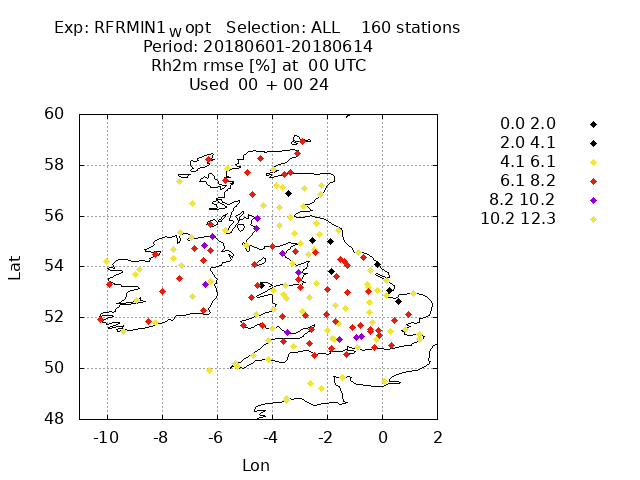 Exp: RFRMIN1 W opt   Selection: ALL    160 stations
Period: 20180601-20180614
Rh2m rmse [%] at  00 UTC
Used  00 + 00 24
60
58
56
54
52
50
48
Lat
-10 -8 -6 -4 -2 0 2
Lon
0.0 2.0
2.0 4.1
4.1 6.1
6.1 8.2
8.2 10.2
10.2 12.3